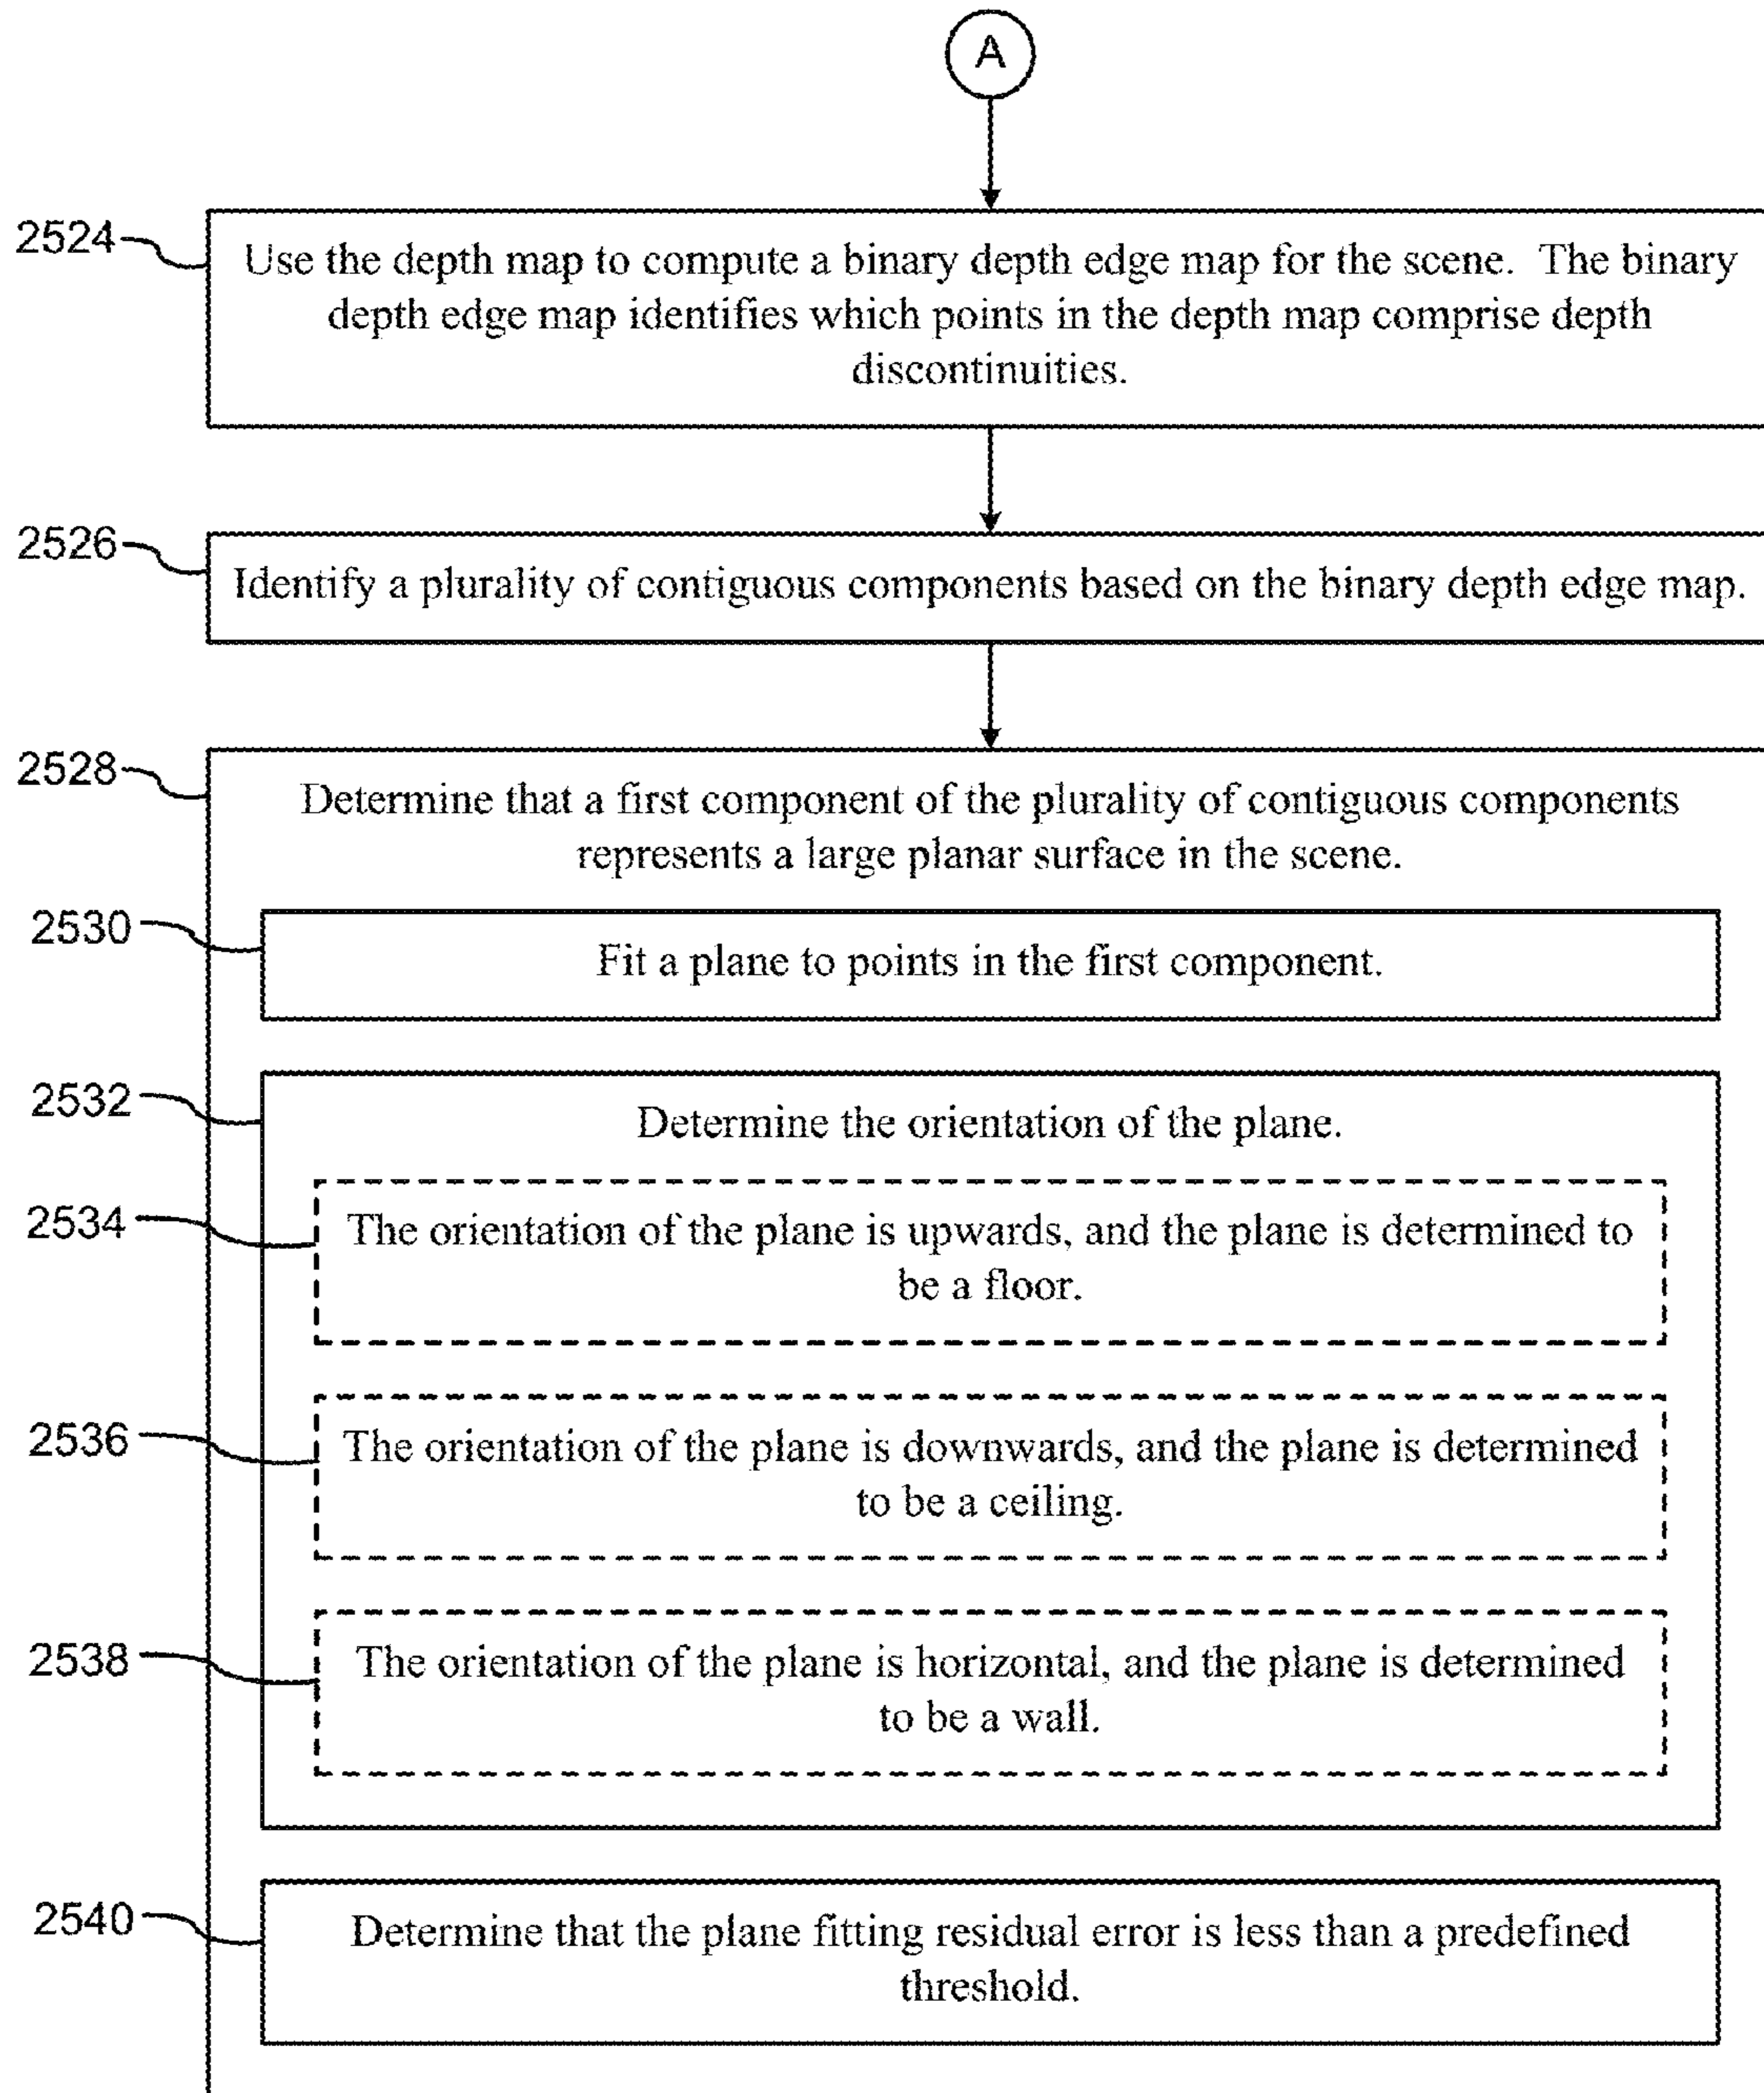 A
2524
Use the depth map to compute a binary depth edge map for the scene. The binary
depth edge map identifies which points in the depth map comprise depth
discontinuities.
2526
Identify a plurality of contiguous components based on the binary depth edge map.
2528
Determine that a first component of the plurality of contiguous components
represents a large planar surface in the scene.
2530
Fit a plane to points in the first component.
2532
Determine the orientation of the plane.
2534
The orientation of the plane is upwards, and the plane is determined to
be a floor.
2536
The orientation of the plane is downwards, and the plane is determined
to be a ceiling.
2538
The orientation of the plane is horizontal, and the plane is determined
to be a wall.
2540
Determine that the plane fitting residual error is less than a predefined
threshold.